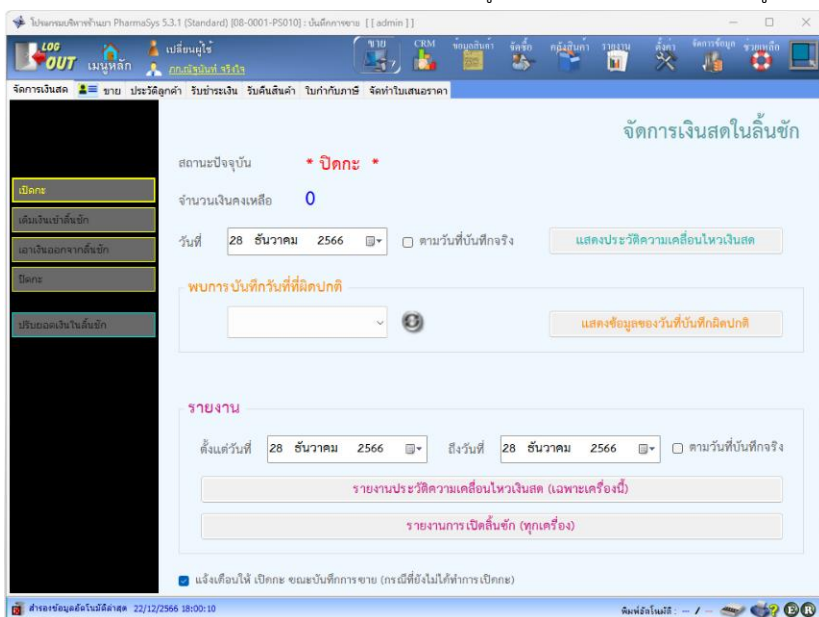 โปรแกรมบริหารร้านยา PharmaSys 5.3.1 (Standard) [08-0001-PS010] : บันทึกการขาย [ [ admin ] ]
LOG OUT เมนูหลัก เปลี่ยนผู้ใช้ ขาย CRM ข้อมูลสินค้า จัดซื้อ คลังสินค้า รายงาน ตั้งค่า จัดการข้อมูล ช่วยเหลือ
จัดการเงินสด ขาย ประวัติลูกค้า รับชำระเงิน รับคืนสินค้า ใบกำกับภาษี จัดทำใบเสนอราคา
จัดการเงินสดในลิ้นชัก
สถานะปัจจุบัน * ปิดกะ *
เปิดกะ
จำนวนเงินคงเหลือ 0
เติมเงินเข้าลิ้นชัก
วันที่ 28 ธันวาคม 2566 ตามวันที่บันทึกจริง แสดงประวัติความเคลื่อนไหวเงินสด
เอาเงินออกจากลิ้นชัก
ปิดกะ
พบการบันทึกวันที่ที่ผิดปกติ
ปรับยอดเงินในลิ้นชัก
แสดงข้อมูลของวันที่บันทึกผิดปกติ
รายงาน
ตั้งแต่วันที่ 28 ธันวาคม 2566 ถึงวันที่ 28 ธันวาคม 2566 ตามวันที่บันทึกจริง
รายงานประวัติความเคลื่อนไหวเงินสด (เฉพาะเครื่องนี้)
รายงานการเปิดลิ้นชัก (ทุกเครื่อง)
แจ้งเตือนให้ เปิดกะ ขณะบันทึกการขาย (กรณีที่ยังไม่ได้ทำการเปิดกะ)
สำรองข้อมูลอัตโนมัติล่าสุด 22/12/2566 18:00:10 พิมพ์อัตโนมัติ : -- / -- E R